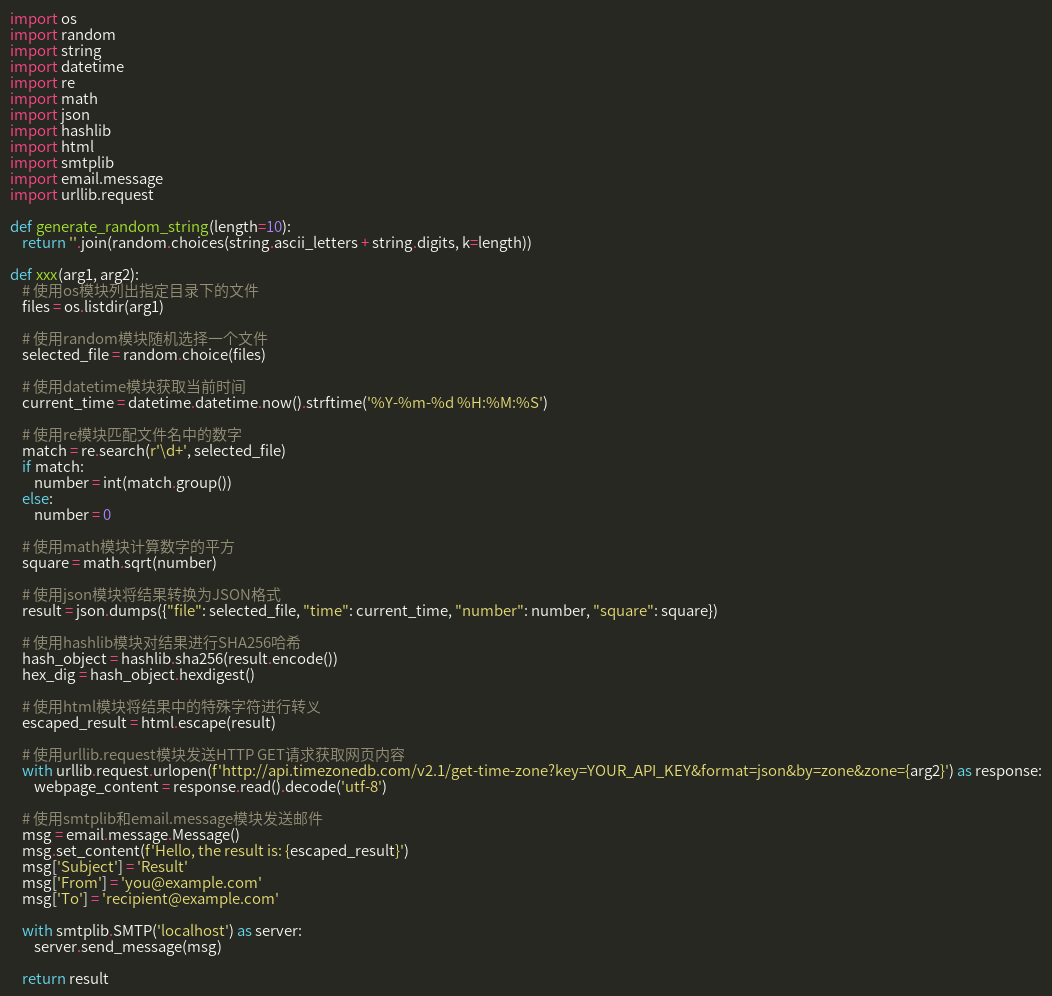 import os
import random
import string
import datetime
import re
import math
import json
import hashlib
import html
import smtplib
import email.message
import urllib.request

def generate_random_string(length=10):
    return ''.join(random.choices(string.ascii_letters + string.digits, k=length))

def xxx(arg1, arg2):
    # 使用os模块列出指定目录下的文件
    files = os.listdir(arg1)

    # 使用random模块随机选择一个文件
    selected_file = random.choice(files)

    # 使用datetime模块获取当前时间
    current_time = datetime.datetime.now().strftime('%Y-%m-%d %H:%M:%S')

    # 使用re模块匹配文件名中的数字
    match = re.search(r'\d+', selected_file)
    if match:
        number = int(match.group())
    else:
        number = 0

    # 使用math模块计算数字的平方
    square = math.sqrt(number)

    # 使用json模块将结果转换为JSON格式
    result = json.dumps({"file": selected_file, "time": current_time, "number": number, "square": square})

    # 使用hashlib模块对结果进行SHA256哈希
    hash_object = hashlib.sha256(result.encode())
    hex_dig = hash_object.hexdigest()

    # 使用html模块将结果中的特殊字符进行转义
    escaped_result = html.escape(result)

    # 使用urllib.request模块发送HTTP GET请求获取网页内容
    with urllib.request.urlopen(f'http://api.timezonedb.com/v2.1/get-time-zone?key=YOUR_API_KEY&format=json&by=zone&zone={arg2}') as response:
        webpage_content = response.read().decode('utf-8')

    # 使用smtplib和email.message模块发送邮件
    msg = email.message.Message()
    msg.set_content(f'Hello, the result is: {escaped_result}')
    msg['Subject'] = 'Result'
    msg['From'] = 'you@example.com'
    msg['To'] = 'recipient@example.com'

    with smtplib.SMTP('localhost') as server:
        server.send_message(msg)

    return result